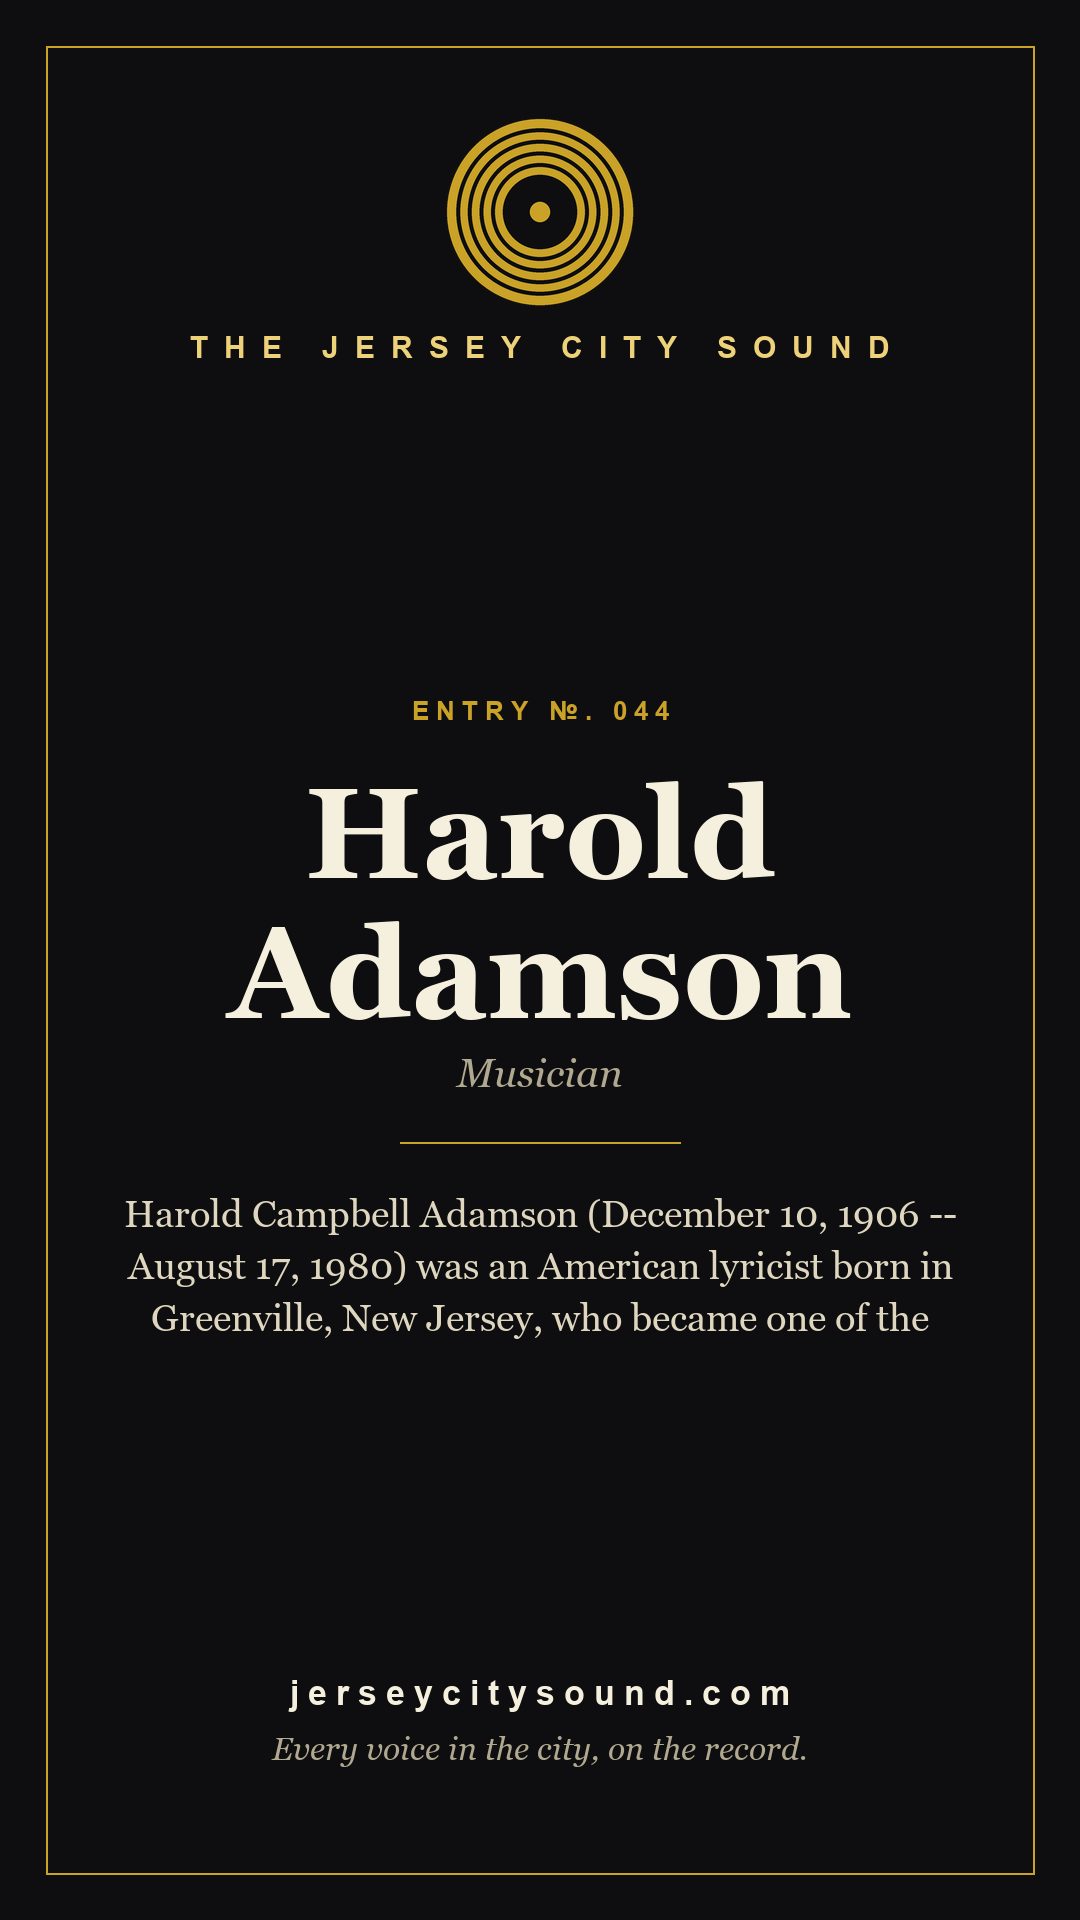 THE JERSEY CITY SOUND
ENTRY №. 044
Harold
Adamson
Musician
Harold Campbell Adamson (December 10, 1906 --
August 17, 1980) was an American lyricist born in
Greenville, New Jersey, who became one of the
jerseycitysound.com
Every voice in the city, on the record.